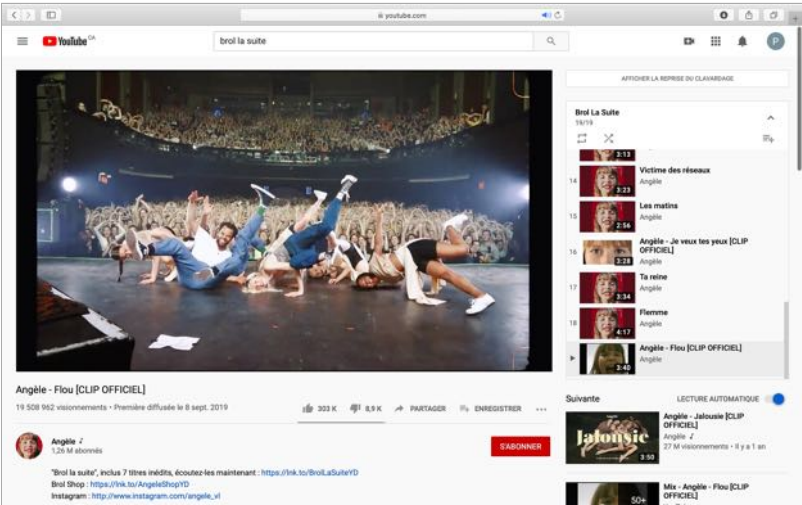 youtube.com
YouTube CA
brol la suite
P
AFFICHER LA REPRISE DU CLAVARDAGE
Brol La Suite
19/19
3:13
14
3:23
Victime des réseaux
Angèle
15
2:56
Les matins
Angèle
16
3:28
Angèle - Je veux tes yeux [CLIP
OFFICIEL]
Angèle
17
3:34
Ta reine
Angèle
18
4:17
Flemme
Angèle
3:40
Angèle - Flou [CLIP OFFICIEL]
Angèle
Angèle - Flou [CLIP OFFICIEL]
19 508 962 visionnements • Première diffusée le 8 sept. 2019
303 K
8,9 K
PARTAGER
ENREGISTRER
Angèle
1,26 M abonnés
S'ABONNER
"Brol la suite", inclus 7 titres inédits, écoutez-les maintenant : https://lnk.to/BrolLaSuiteYD
Brol Shop : https://lnk.to/AngeleShopYD
Instagram : http://www.instagram.com/angele_vl
Suivante
LECTURE AUTOMATIQUE
Jalousie
3:50
Angèle - Jalousie [CLIP
OFFICIEL]
Angèle
27 M visionnements • Il y a 1 an
50+
Mix - Angèle - Flou [CLIP
OFFICIEL]